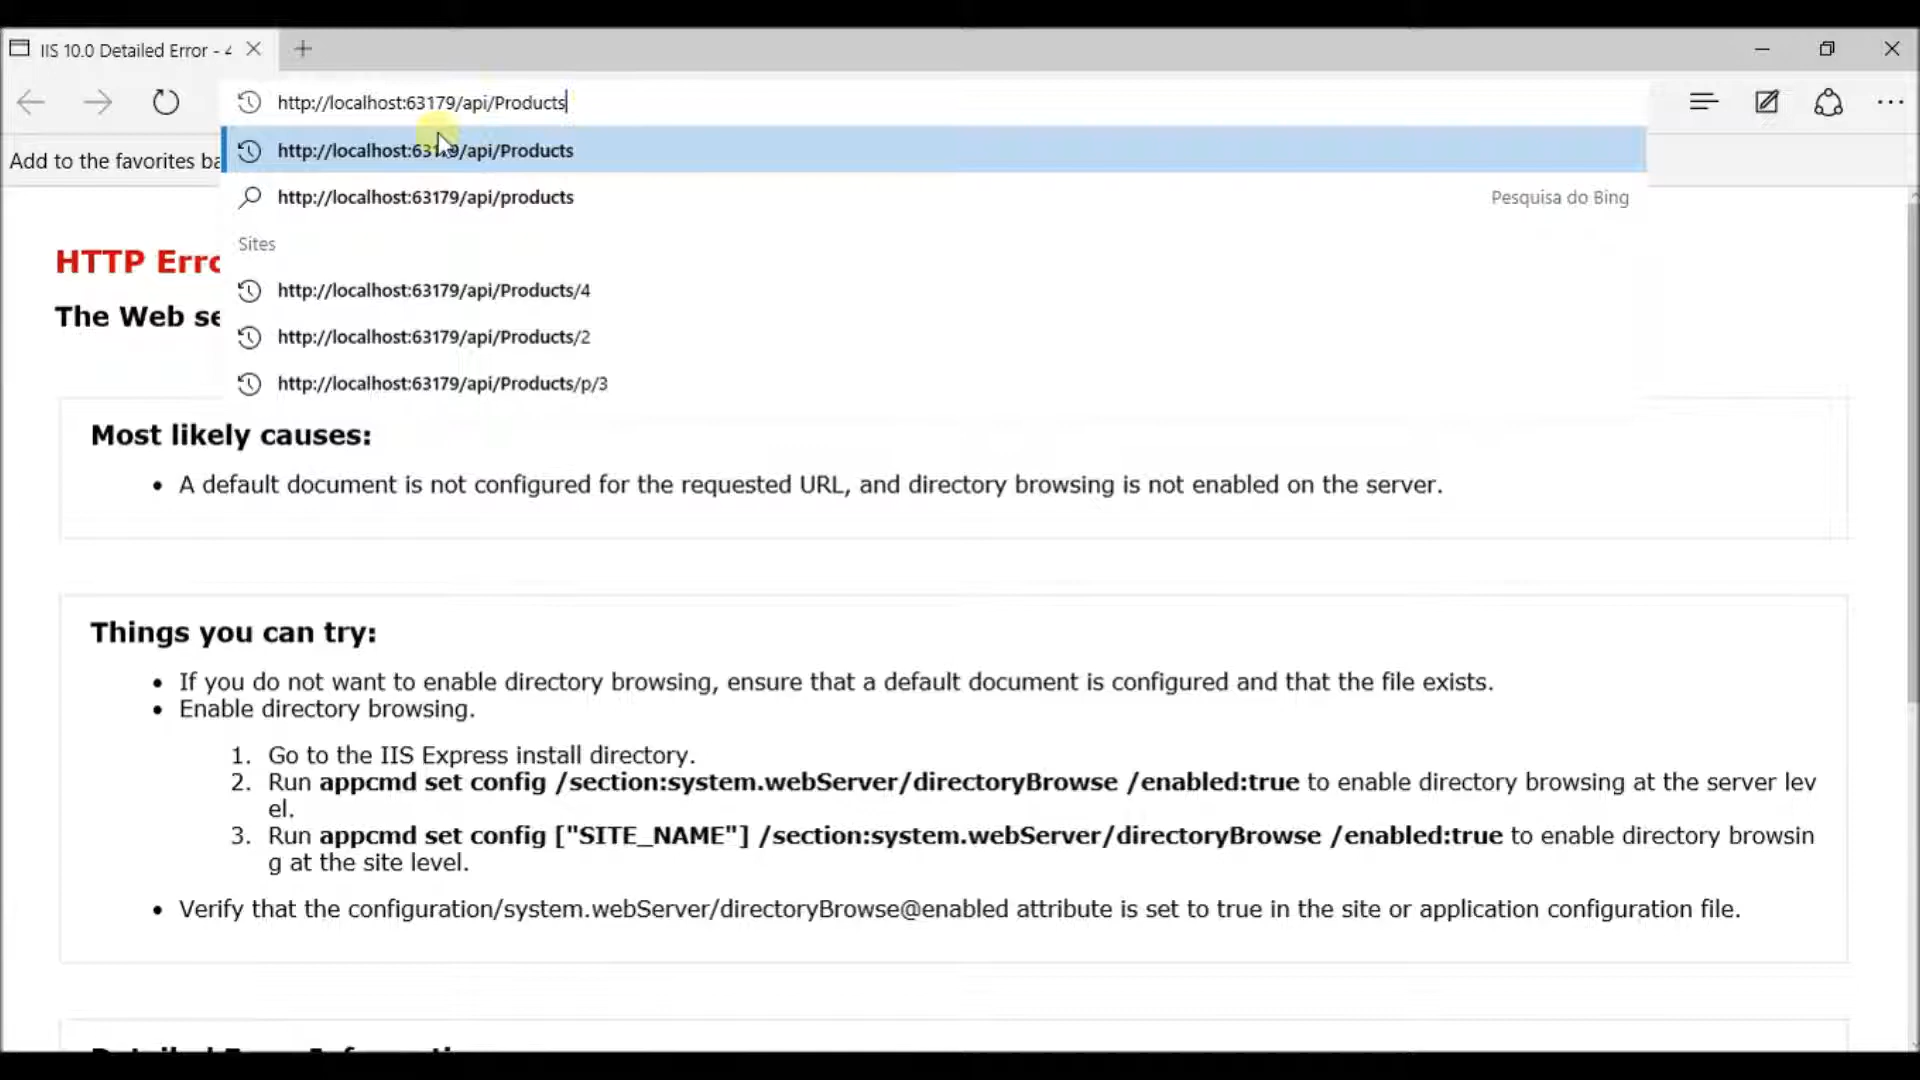 IIS 10.0 Detailed Error - 4
http://localhost:63179/api/Products
http://localhost:63179/api/Products
Add to the favorites ba
http://localhost:63179/api/products Pesquisa do Bing
Sites
HTTP Erro
http://localhost:63179/api/Products/4
The Web se
http://localhost:63179/api/Products/2
http://localhost:63179/api/Products/p/3
Most likely causes:
• A default document is not configured for the requested URL, and directory browsing is not enabled on the server.
Things you can try:
• If you do not want to enable directory browsing, ensure that a default document is configured and that the file exists.
• Enable directory browsing.
1. Go to the IIS Express install directory.
2. Run appcmd set config /section:system.webServer/directoryBrowse /enabled:true to enable directory browsing at the server lev
el.
3. Run appcmd set config ["SITE_NAME"] /section:system.webServer/directoryBrowse /enabled:true to enable directory browsin
g at the site level.
• Verify that the configuration/system.webServer/directoryBrowse@enabled attribute is set to true in the site or application configuration file.